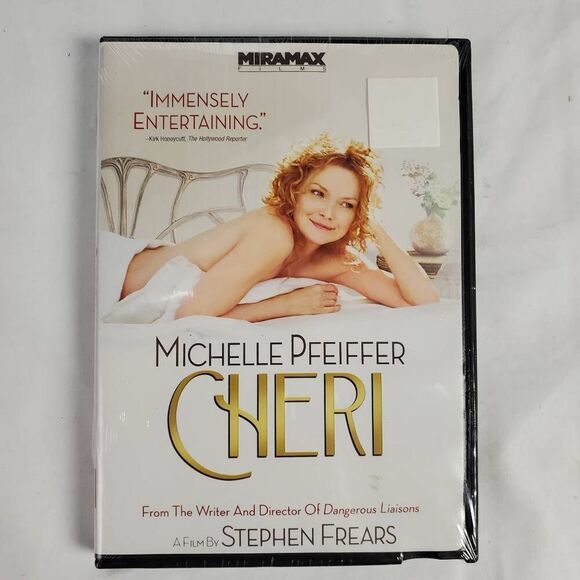 MIRAMAX
FILMS
"IMMENSELY
ENTERTAINING."
-Kirk Honeycutt, The Hollywood Reporter
MICHELLE PFEIFFER
CHERI
From The Writer And Director Of Dangerous Liaisons
A FILM BY STEPHEN FREARS